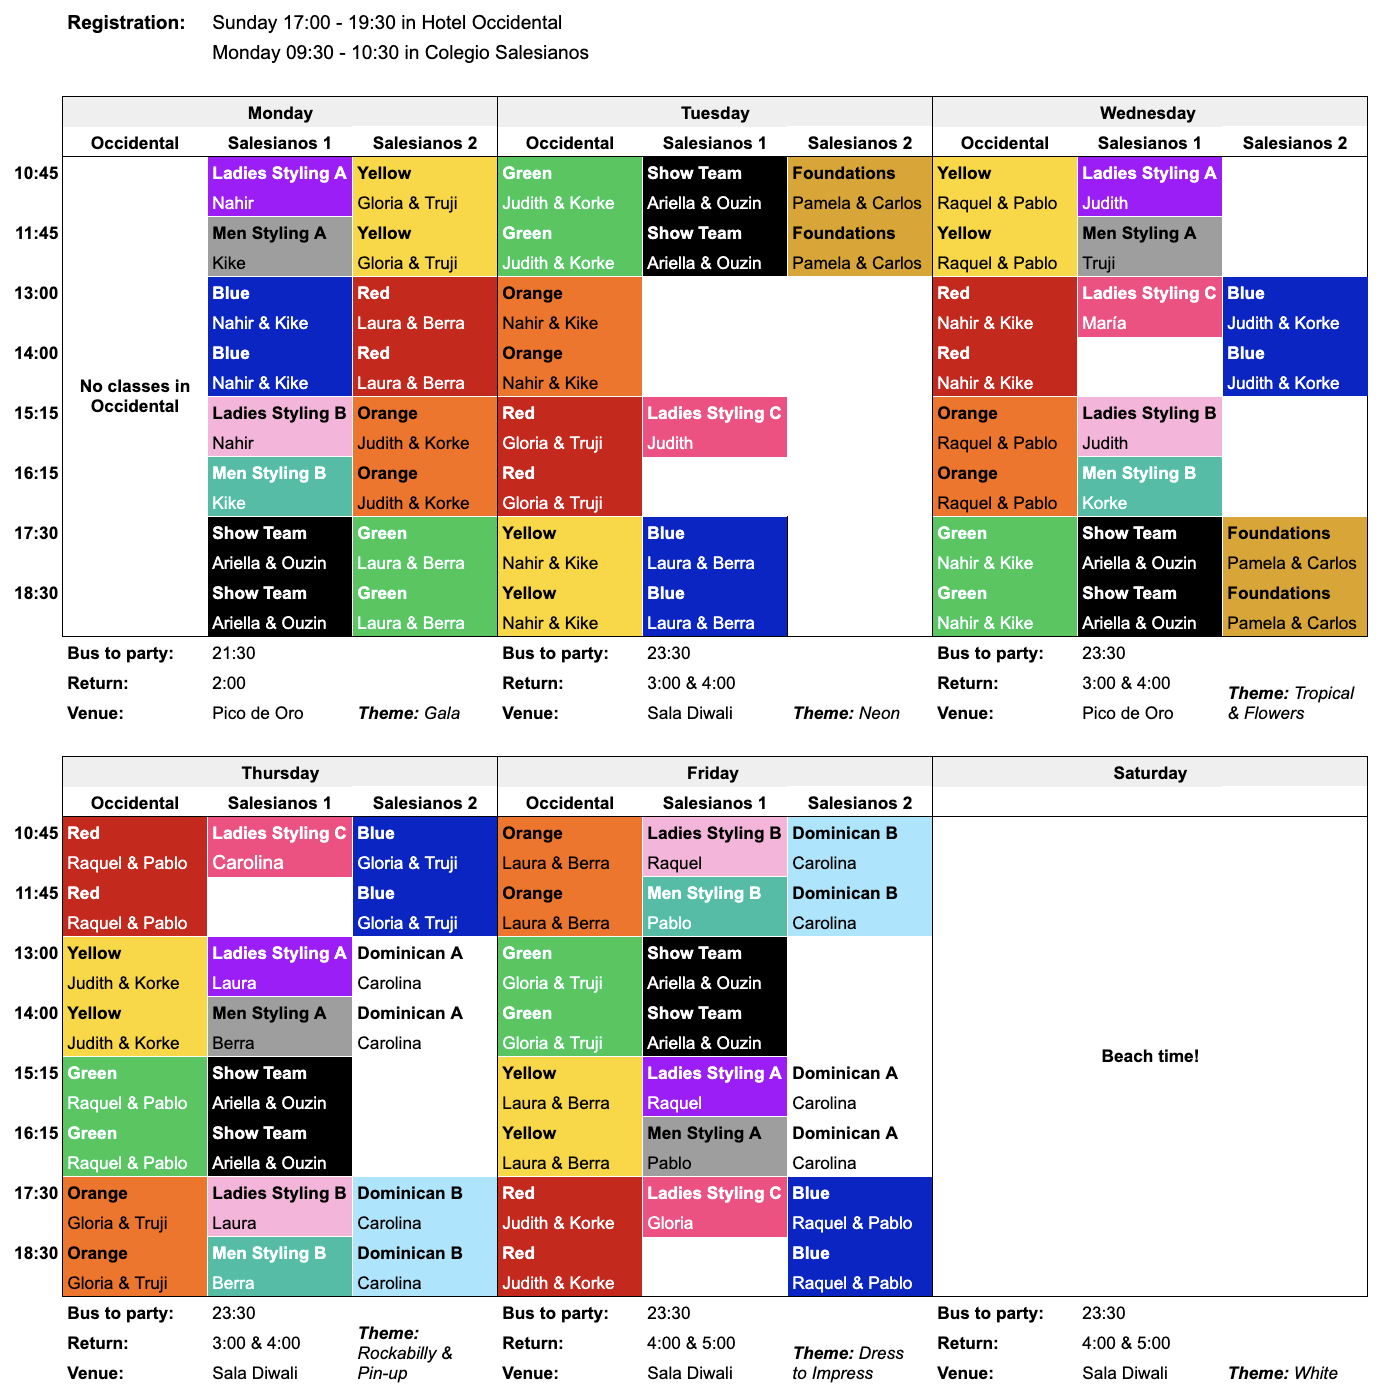 Registration: Sunday 17:00 - 19:30 in Hotel Occidental
Monday 09:30 - 10:30 in Colegio Salesianos
Monday Tuesday Wednesday
Occidental Salesianos 1 Salesianos 2 Occidental Salesianos 1 Salesianos 2 Occidental Salesianos 1 Salesianos 2
10:45 Ladies Styling A Yellow Green Show Team Foundations Yellow Ladies Styling A
Nahir Gloria & Truji Judith & Korke Ariella & Ouzin Pamela & Carlos Raquel & Pablo Judith
11:45 Men Styling A Yellow Green Show Team Foundations Yellow Men Styling A
Kike Gloria & Truji Judith & Korke Ariella & Ouzin Pamela & Carlos Raquel & Pablo Truji
13:00 Blue Red Orange Red Ladies Styling C Blue
Nahir & Kike Laura & Berra Nahir & Kike Nahir & Kike María Judith & Korke
14:00 Blue Red Orange Red Blue
No classes in
Nahir & Kike Laura & Berra Nahir & Kike Nahir & Kike Judith & Korke
Occidental
15:15 Ladies Styling B Orange Red Ladies Styling C Orange Ladies Styling B
Nahir Judith & Korke Gloria & Truji Judith Raquel & Pablo Judith
16:15 Men Styling B Orange Red Orange Men Styling B
Kike Judith & Korke Gloria & Truji Raquel & Pablo Korke
17:30 Show Team Green Yellow Blue Green Show Team Foundations
Ariella & Ouzin Laura & Berra Nahir & Kike Laura & Berra Nahir & Kike Ariella & Ouzin Pamela & Carlos
18:30 Show Team Green Yellow Blue Green Show Team Foundations
Ariella & Ouzin Laura & Berra Nahir & Kike Laura & Berra Nahir & Kike Ariella & Ouzin Pamela & Carlos
Bus to party: 21:30 Bus to party: 23:30 Bus to party: 23:30
Return: 2:00 Return: 3:00 & 4:00 Return: 3:00 & 4:00
Theme: Tropical
Venue: Pico de Oro Theme: Gala Venue: Sala Diwali Theme: Neon Venue: Pico de Oro & Flowers
Thursday Friday Saturday
Occidental Salesianos 1 Salesianos 2 Occidental Salesianos 1 Salesianos 2
10:45 Red Ladies Styling C Blue Orange Ladies Styling B Dominican B
Raquel & Pablo Carolina Gloria & Truji Laura & Berra Raquel Carolina
11:45 Red Blue Orange Men Styling B Dominican B
Raquel & Pablo Gloria & Truji Laura & Berra Pablo Carolina
13:00 Yellow Ladies Styling A Dominican A Green Show Team
Judith & Korke Laura Carolina Gloria & Truji Ariella & Ouzin
14:00 Yellow Men Styling A Dominican A Green Show Team
Judith & Korke Berra Carolina Gloria & Truji Ariella & Ouzin
Beach time!
15:15 Green Show Team Yellow Ladies Styling A Dominican A
Raquel & Pablo Ariella & Ouzin Laura & Berra Raquel Carolina
16:15 Green Show Team Yellow Men Styling A Dominican A
Raquel & Pablo Ariella & Ouzin Laura & Berra Pablo Carolina
17:30 Orange Ladies Styling B Dominican B Red Ladies Styling C Blue
Gloria & Truji Laura Carolina Judith & Korke Gloria Raquel & Pablo
18:30 Orange Men Styling B Dominican B Red Blue
Gloria & Truji Berra Carolina Judith & Korke Raquel & Pablo
Bus to party: 23:30 Bus to party: 23:30 Bus to party: 23:30
Theme:
Return: 3:00 & 4:00 Rockabilly & Return: 4:00 & 5:00 Theme: Dress Return: 4:00 & 5:00
Venue: Sala Diwali Pin-up Venue: Sala Diwali to Impress Venue: Sala Diwali Theme: White